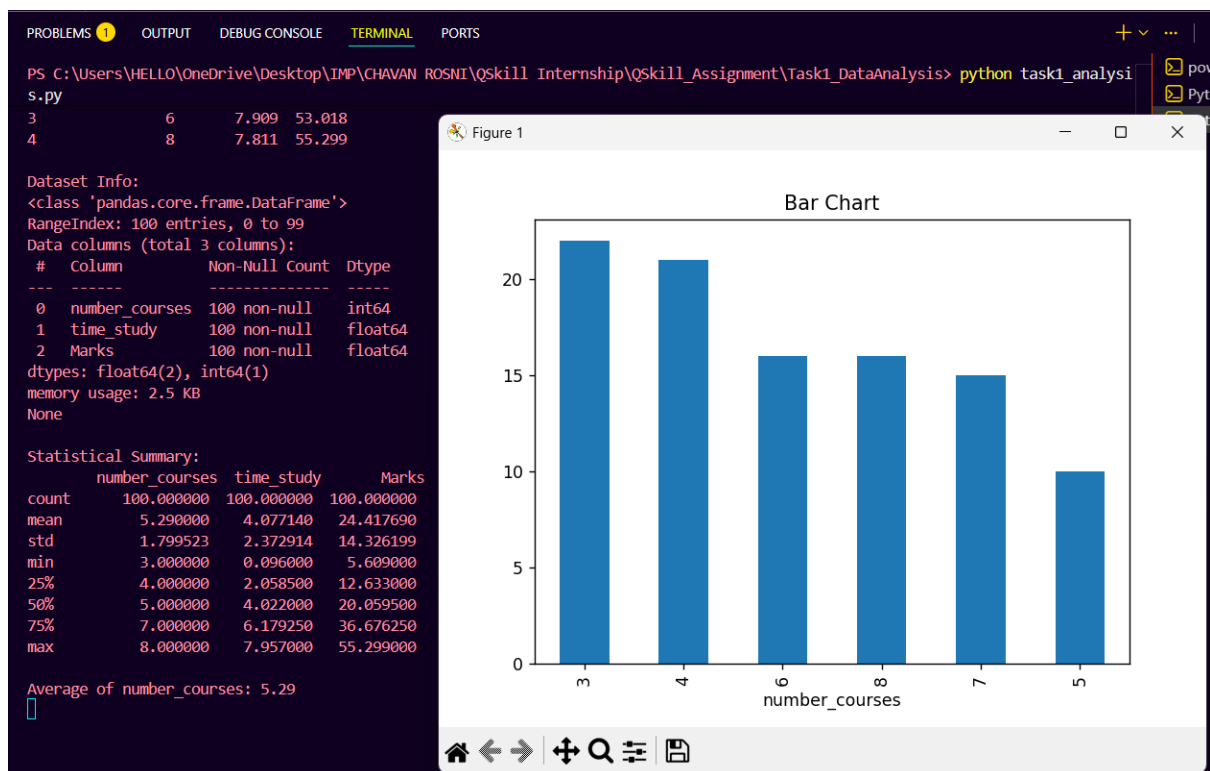 PROBLEMS 1 OUTPUT DEBUG CONSOLE TERMINAL PORTS
PS C:\Users\HELLO\OneDrive\Desktop\IMP\CHAVAN ROSNI\QSkill Internship\QSkill_Assignment\Task1_DataAnalysis> python task1_analysi
s.py
3 6 7.909 53.018
4 8 7.811 55.299
Dataset Info:
<class 'pandas.core.frame.DataFrame'>
RangeIndex: 100 entries, 0 to 99
Data columns (total 3 columns):
# Column Non-Null Count Dtype
--- ------ -------------- -----
0 number_courses 100 non-null int64
1 time_study 100 non-null float64
2 Marks 100 non-null float64
dtypes: float64(2), int64(1)
memory usage: 2.5 KB
None
Statistical Summary:
number_courses time_study Marks
count 100.000000 100.000000 100.000000
mean 5.290000 4.077140 24.417690
std 1.799523 2.372914 14.326199
min 3.000000 0.096000 5.609000
25% 4.000000 2.058500 12.633000
50% 5.000000 4.022000 20.059500
75% 7.000000 6.179250 36.676250
max 8.000000 7.957000 55.299000
Average of number_courses: 5.29
pov
Pyt
Figure 1
Bar Chart
20
15
10
5
0
3 4 6 8 7 5
number_courses